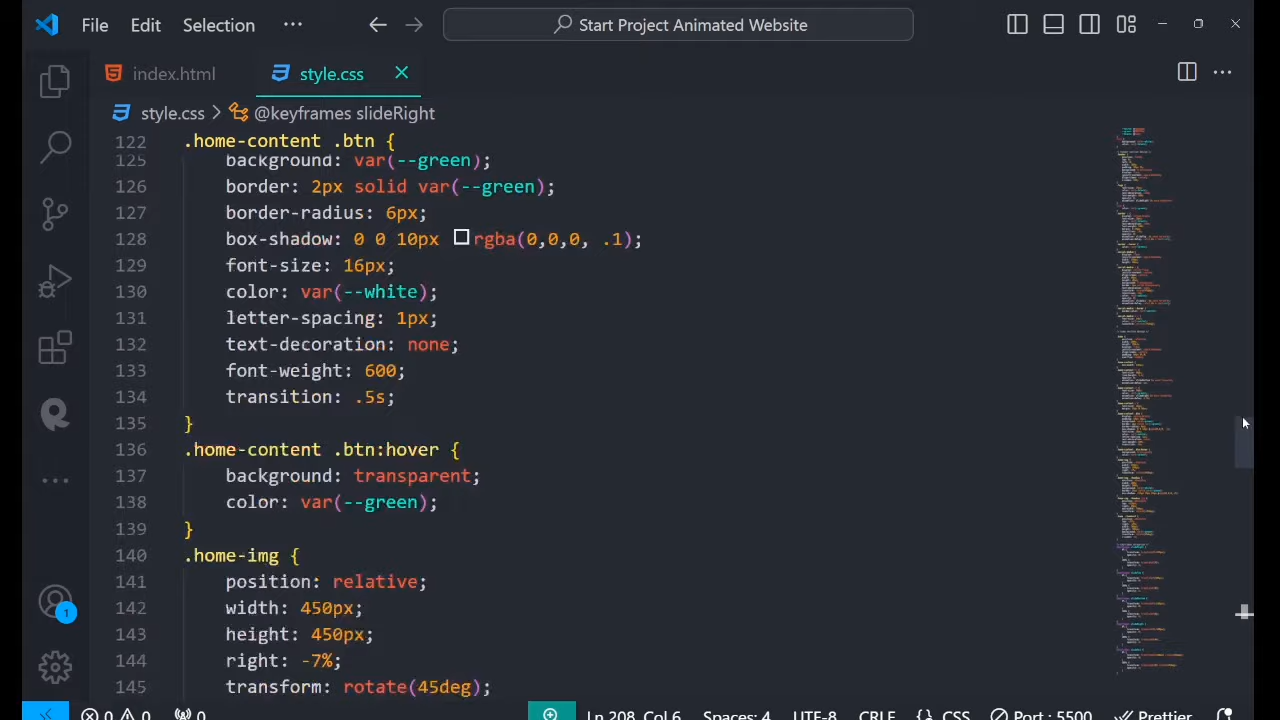 File Edit Selection ··· Start Project Animated Website
index.html style.css
style.css > @keyframes slideRight
122 .home-content .btn {
125 background: var(--green);
126 border: 2px solid var(--green);
127 border-radius: 6px;
128 box-shadow: 0 0 10px rgba(0,0,0, .1);
129 font-size: 16px;
130 color: var(--white);
131 letter-spacing: 1px;
132 text-decoration: none;
133 font-weight: 600;
134 transition: .5s;
135 }
136 .home-content .btn:hover {
137 background: transparent;
138 color: var(--green);
139 }
140 .home-img {
141 position: relative;
142 width: 450px;
143 height: 450px;
144 right: -7%;
145 transform: rotate(45deg);
1
0 0 0 Ln 208, Col 6 Spaces: 4 UTF-8 CRLF {} CSS Port : 5500 Prettier